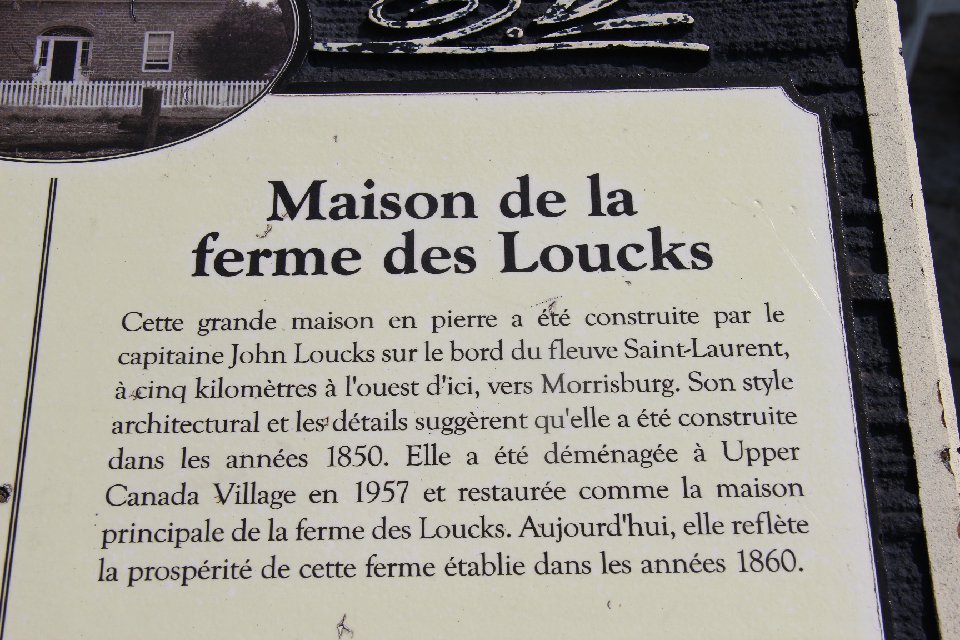 Maison de la
ferme des Loucks
Cette grande maison en pierre a été construite par le
capitaine John Loucks sur le bord du fleuve Saint-Laurent,
à cinq kilomètres à l'ouest d'ici, vers Morrisburg. Son style
architectural et les détails suggèrent qu'elle a été construite
dans les années 1850. Elle a été déménagée à Upper
Canada Village en 1957 et restaurée comme la maison
principale de la ferme des Loucks. Aujourd'hui, elle reflète
la prospérité de cette ferme établie dans les années 1860.